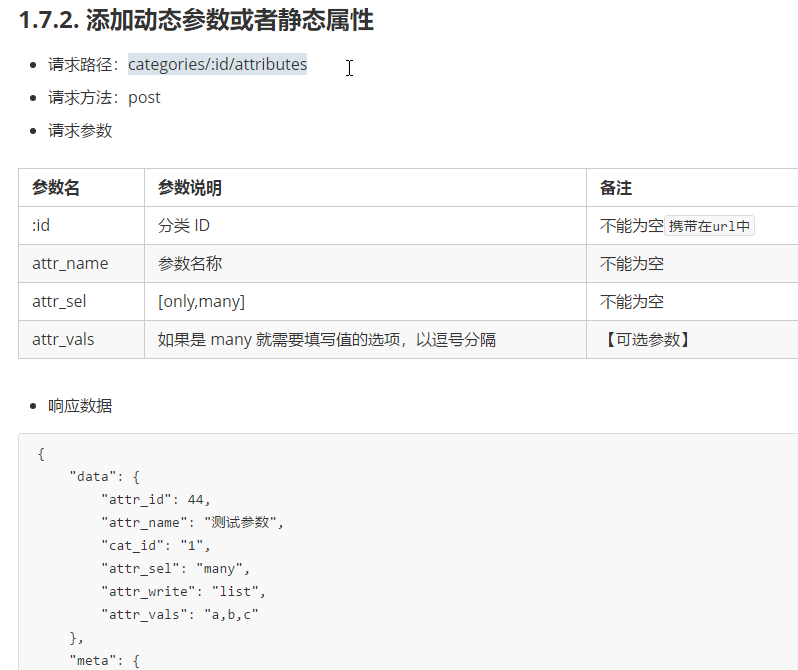 1.7.2. 添加动态参数或者静态属性
请求路径：categories/:id/attributes
请求方法：post
请求参数
参数名 参数说明 备注
:id 分类 ID 不能为空 携带在url中
attr_name 参数名称 不能为空
attr_sel [only,many] 不能为空
attr_vals 如果是 many 就需要填写值的选项，以逗号分隔 【可选参数】
响应数据
{
"data": {
"attr_id": 44,
"attr_name": "测试参数",
"cat_id": "1",
"attr_sel": "many",
"attr_write": "list",
"attr_vals": "a,b,c"
},
"meta": {